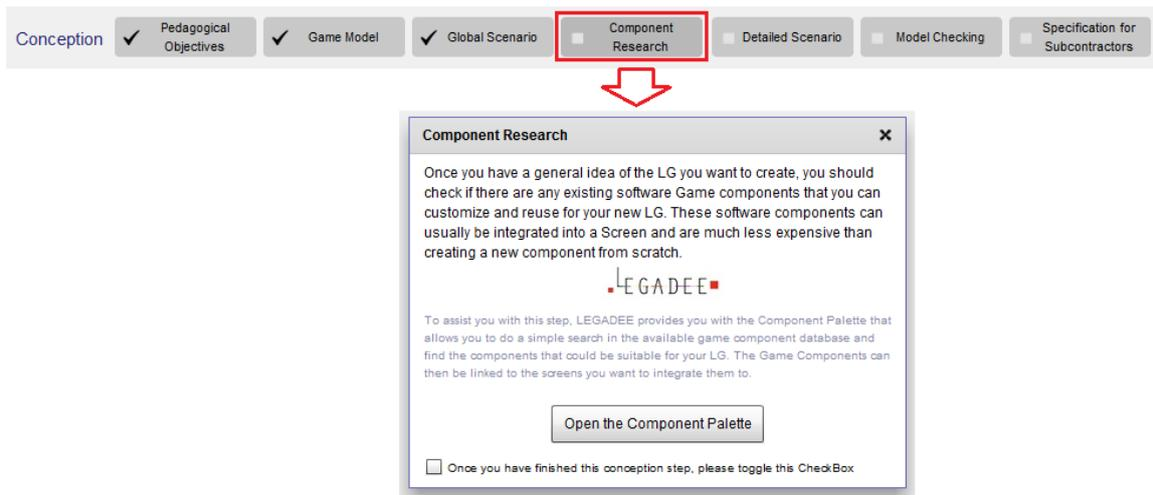 Conception
Pedagogical
Objectives
Game Model
Global Scenario
Component
Research
Detailed Scenario
Model Checking
Specification for
Subcontractors
Component Research
Once you have a general idea of the LG you want to create, you should
check if there are any existing software Game components that you can
customize and reuse for your new LG. These software components can
usually be integrated into a Screen and are much less expensive than
creating a new component from scratch.
LEGADEE
To assist you with this step, LEGADEE provides you with the Component Palette that
allows you to do a simple search in the available game component database and
find the components that could be suitable for your LG. The Game Components can
then be linked to the screens you want to integrate them to.
Open the Component Palette
Once you have finished this conception step, please toggle this CheckBox